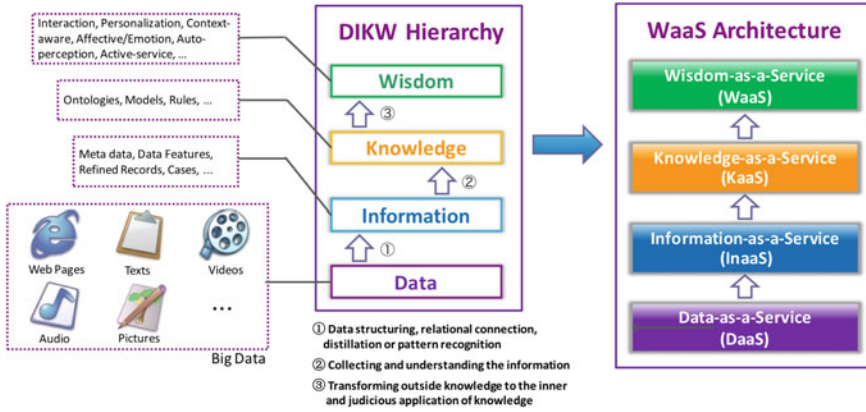 Interaction, Personalization, Context-
aware, Affective/Emotion, Auto-
perception, Active-service, ...
Ontologies, Models, Rules, ...
Meta data, Data Features,
Refined Records, Cases, ...
Web Pages
Texts
Videos
Audio
Pictures
...
Big Data
DIKW Hierarchy
Wisdom
③
Knowledge
②
Information
①
Data
① Data structuring, relational connection,
distillation or pattern recognition
② Collecting and understanding the information
③ Transforming outside knowledge to the inner
and judicious application of knowledge
WaaS Architecture
Wisdom-as-a-Service
(WaaS)
Knowledge-as-a-Service
(KaaS)
Information-as-a-Service
(InaaS)
Data-as-a-Service
(DaaS)